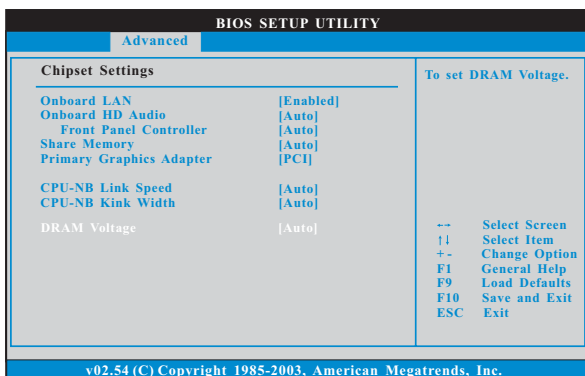 BIOS SETUP UTILITY
Advanced
Chipset Settings
Onboard LAN [Enabled]
Onboard HD Audio [Auto]
Front Panel Controller [Auto]
Share Memory [Auto]
Primary Graphics Adapter [PCI]
CPU-NB Link Speed [Auto]
CPU-NB Kink Width [Auto]
DRAM Voltage [Auto]
To set DRAM Voltage.
←→ Select Screen
↑↓ Select Item
+ - Change Option
F1 General Help
F9 Load Defaults
F10 Save and Exit
ESC Exit
v02.54 (C) Copyright 1985-2003, American Megatrends, Inc.